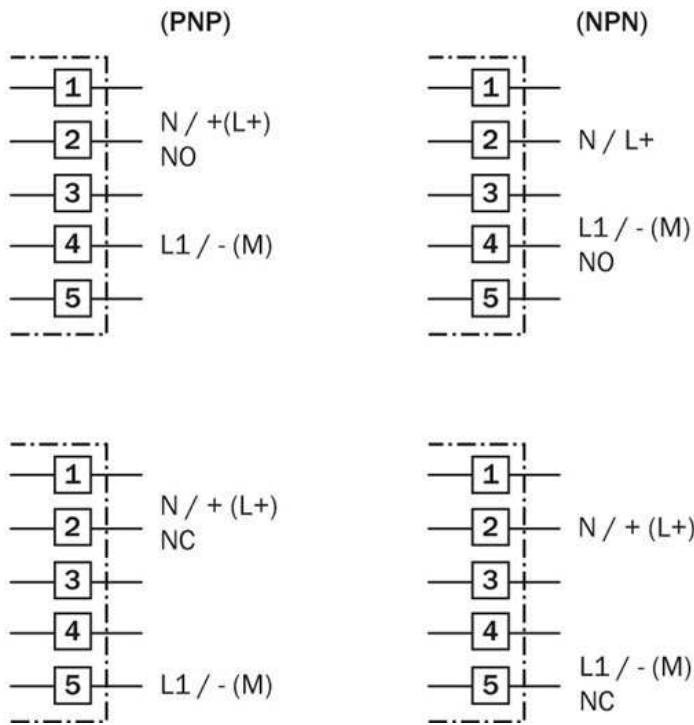 (PNP)
1
2
N / +(L+)
NO
3
4
L1 / - (M)
5
(NPN)
1
2
N / L+
3
4
L1 / - (M)
NO
5
1
2
N / + (L+)
NC
3
4
5
L1 / - (M)
1
2
N / + (L+)
3
4
5
L1 / - (M)
NC